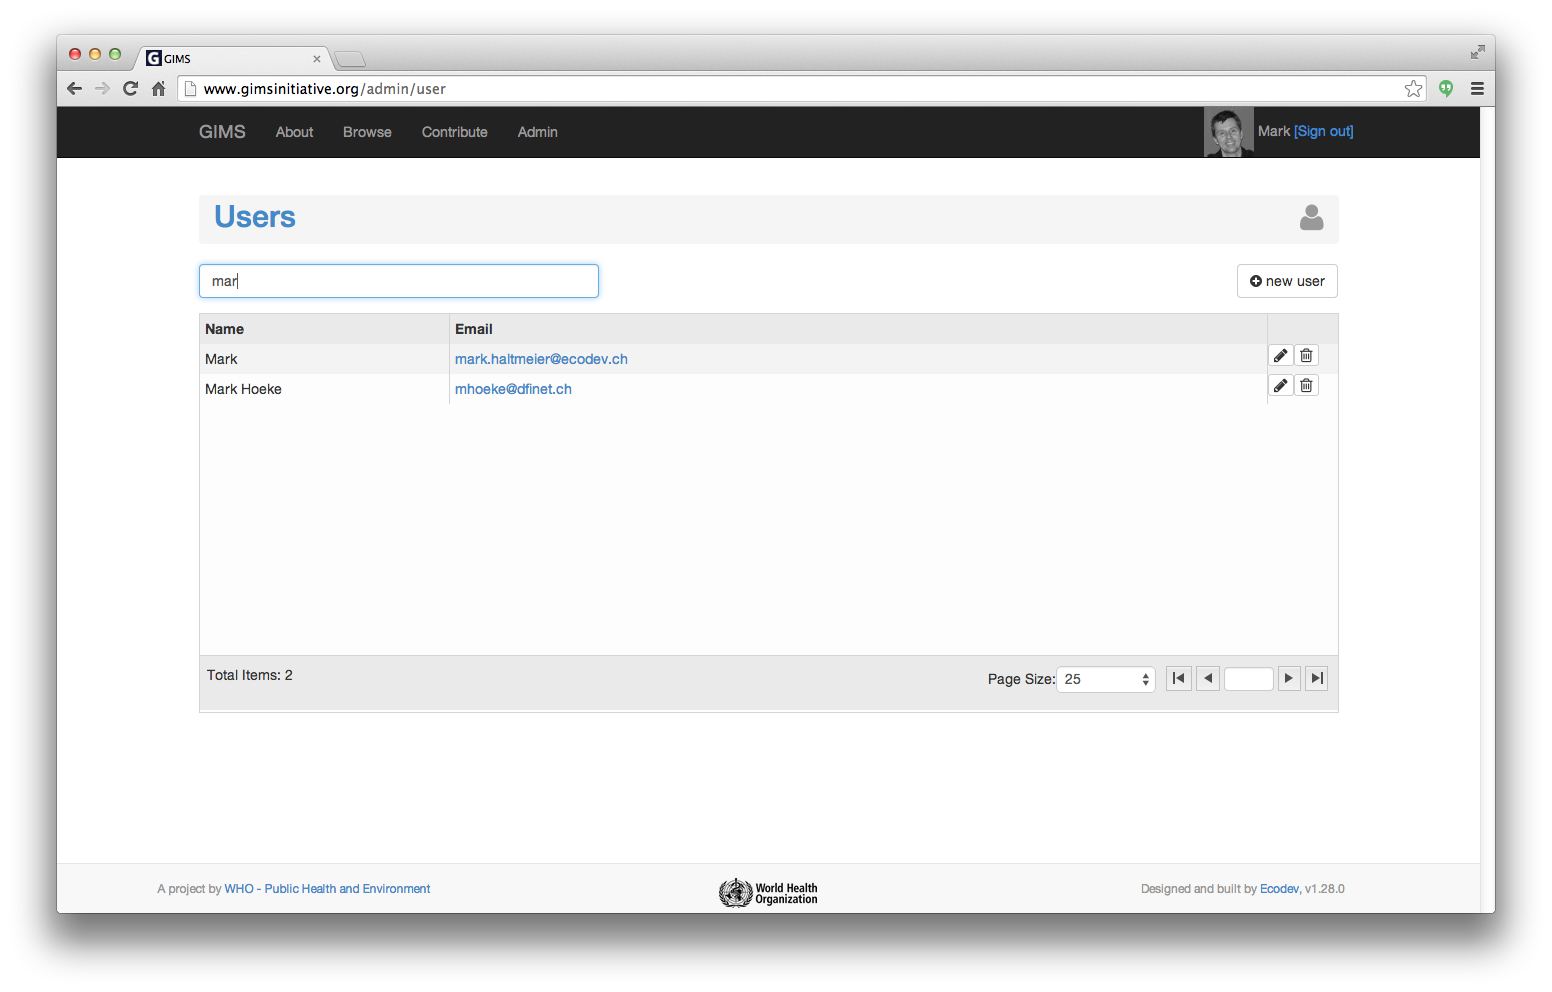 GIMS
www.gimsinitiative.org/admin/user
GIMS About Browse Contribute Admin Mark [Sign out]
Users
mar new user
Name Email
Mark mark.haltmeier@ecodev.ch
Mark Hoeke mhoeke@dfinet.ch
Total Items: 2 Page Size: 25
A project by WHO - Public Health and Environment World Health Designed and built by Ecodev, v1.28.0
Organization